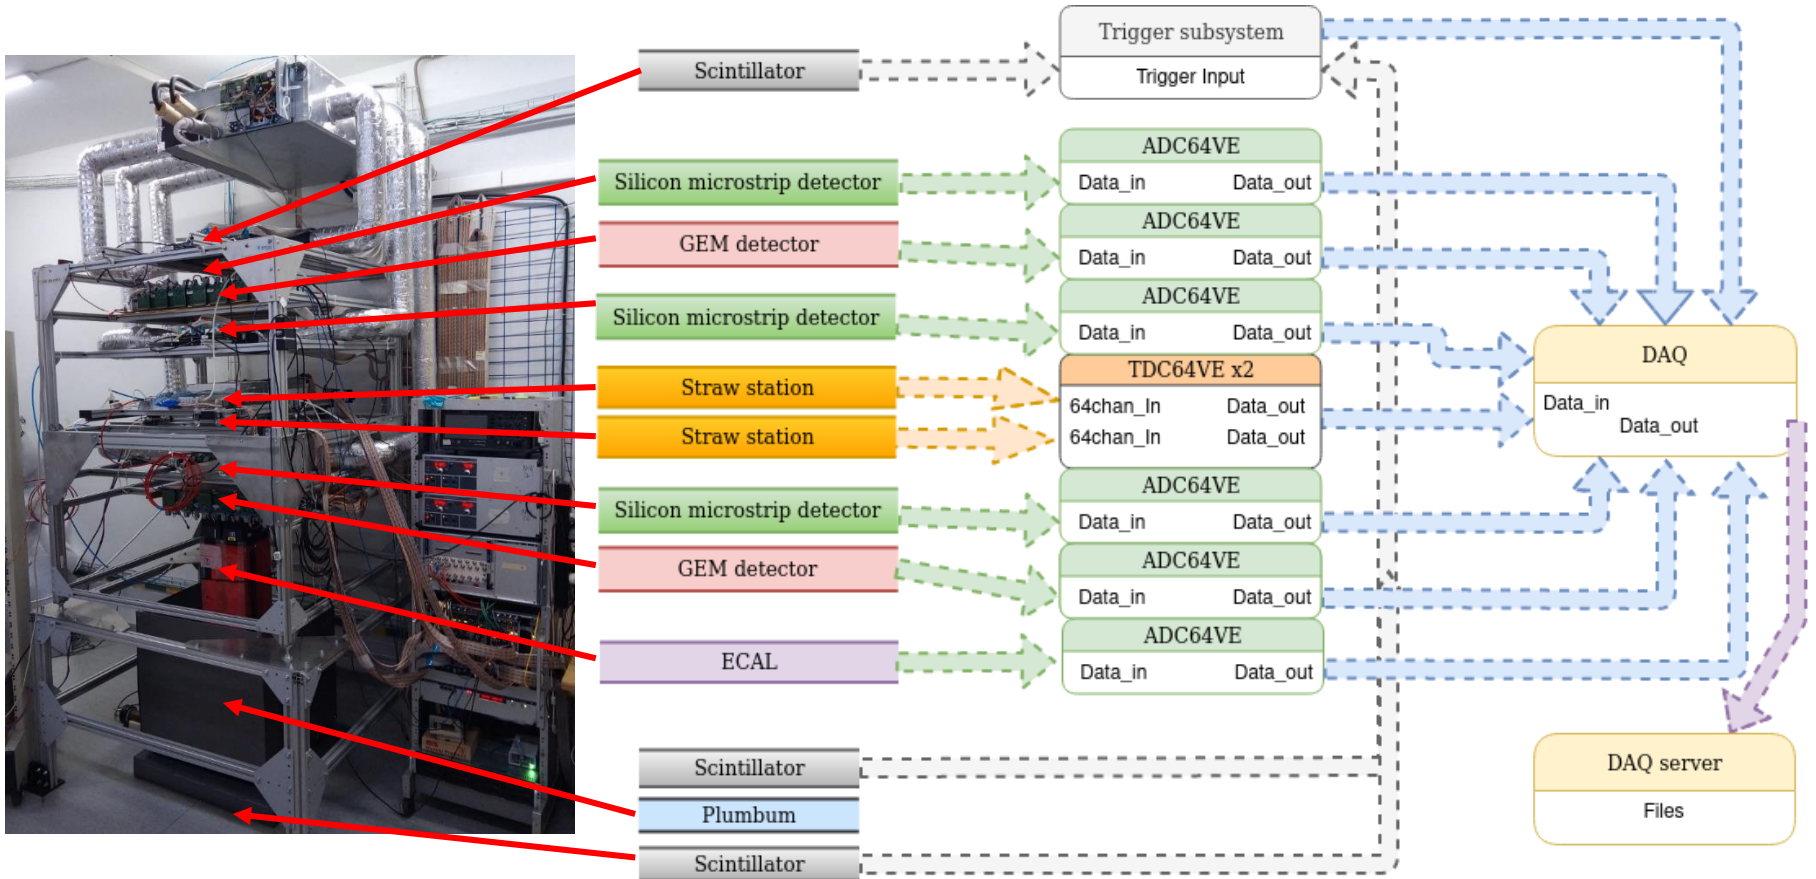 Trigger subsystem
Scintillator
Trigger Input
ADC64VE
Silicon microstrip detector
Data_in Data_out
ADC64VE
GEM detector
Data_in Data_out
ADC64VE
Silicon microstrip detector
Data_in Data_out
DAQ
TDC64VE x2
Straw station
64chan_In Data_out
Data_in
Data_out
Straw station
64chan_In Data_out
ADC64VE
Silicon microstrip detector
Data_in Data_out
ADC64VE
GEM detector
Data_in Data_out
ADC64VE
ECAL
Data_in Data_out
Scintillator
DAQ server
Plumbum
Files
Scintillator